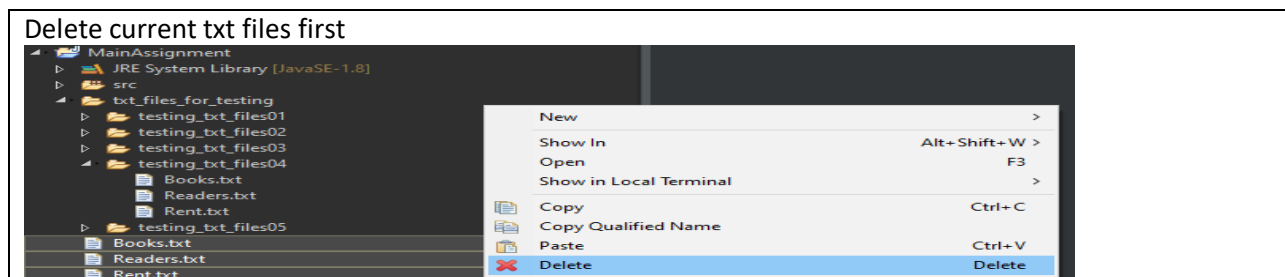 Delete current txt files first
MainAssignment
JRE System Library [JavaSE-1.8]
src
txt_files_for_testing
testing_txt_files01
testing_txt_files02
testing_txt_files03
testing_txt_files04
Books.txt
Readers.txt
Rent.txt
testing_txt_files05
Books.txt
Readers.txt
Rent.txt
New >
Show In Alt+Shift+W >
Open F3
Show in Local Terminal >
Copy Ctrl+C
Copy Qualified Name
Paste Ctrl+V
Delete Delete